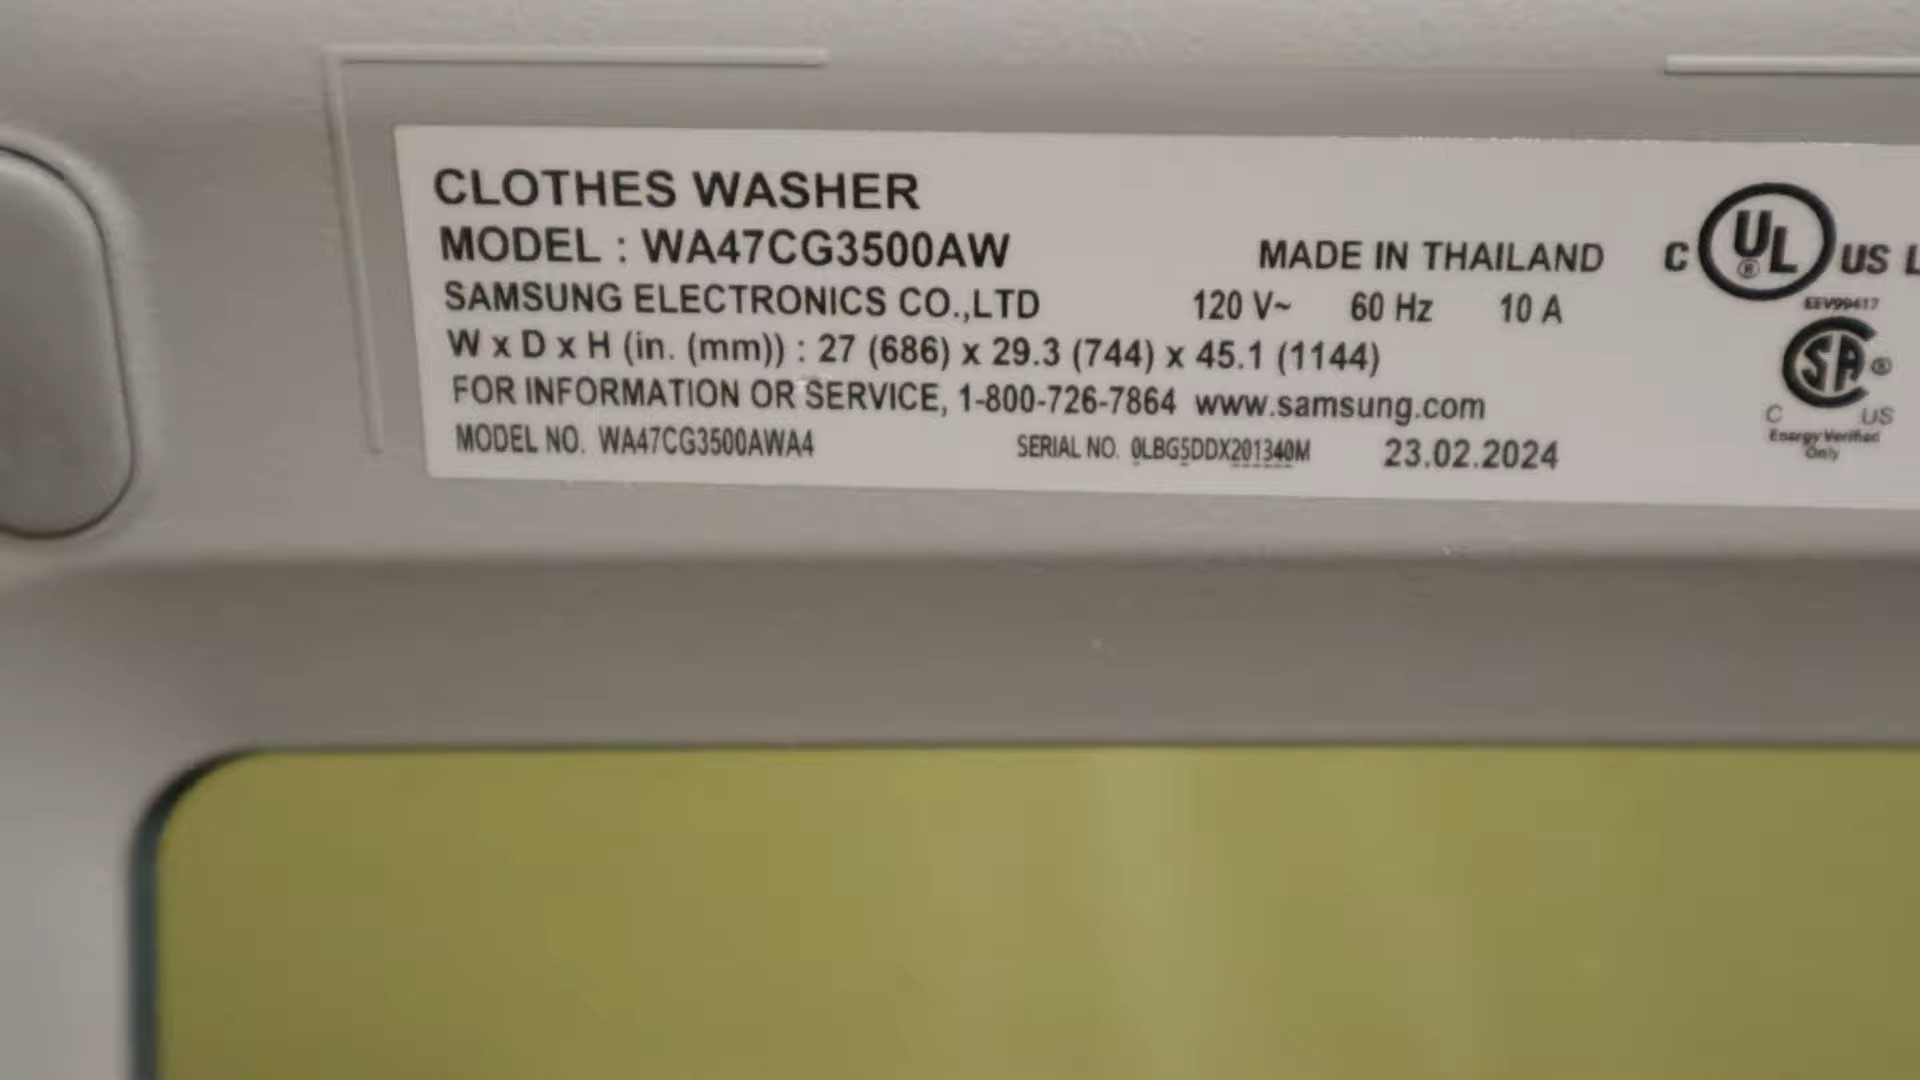 CLOTHES WASHER
MODEL : WA47CG3500AW
MADE IN THAILAND
SAMSUNG ELECTRONICS CO.,LTD
120 V~ 60 Hz 10 A
W x D x H (in. (mm)) : 27 (686) x 29.3 (744) x 45.1 (1144)
FOR INFORMATION OR SERVICE, 1-800-726-7864 www.samsung.com
MODEL NO. WA47CG3500AWA4
SERIAL NO. 0LBG5DDX201340M
23.02.2024
C UL ® US L
EEV99417
SA ®
C US
Energy Verified
Only